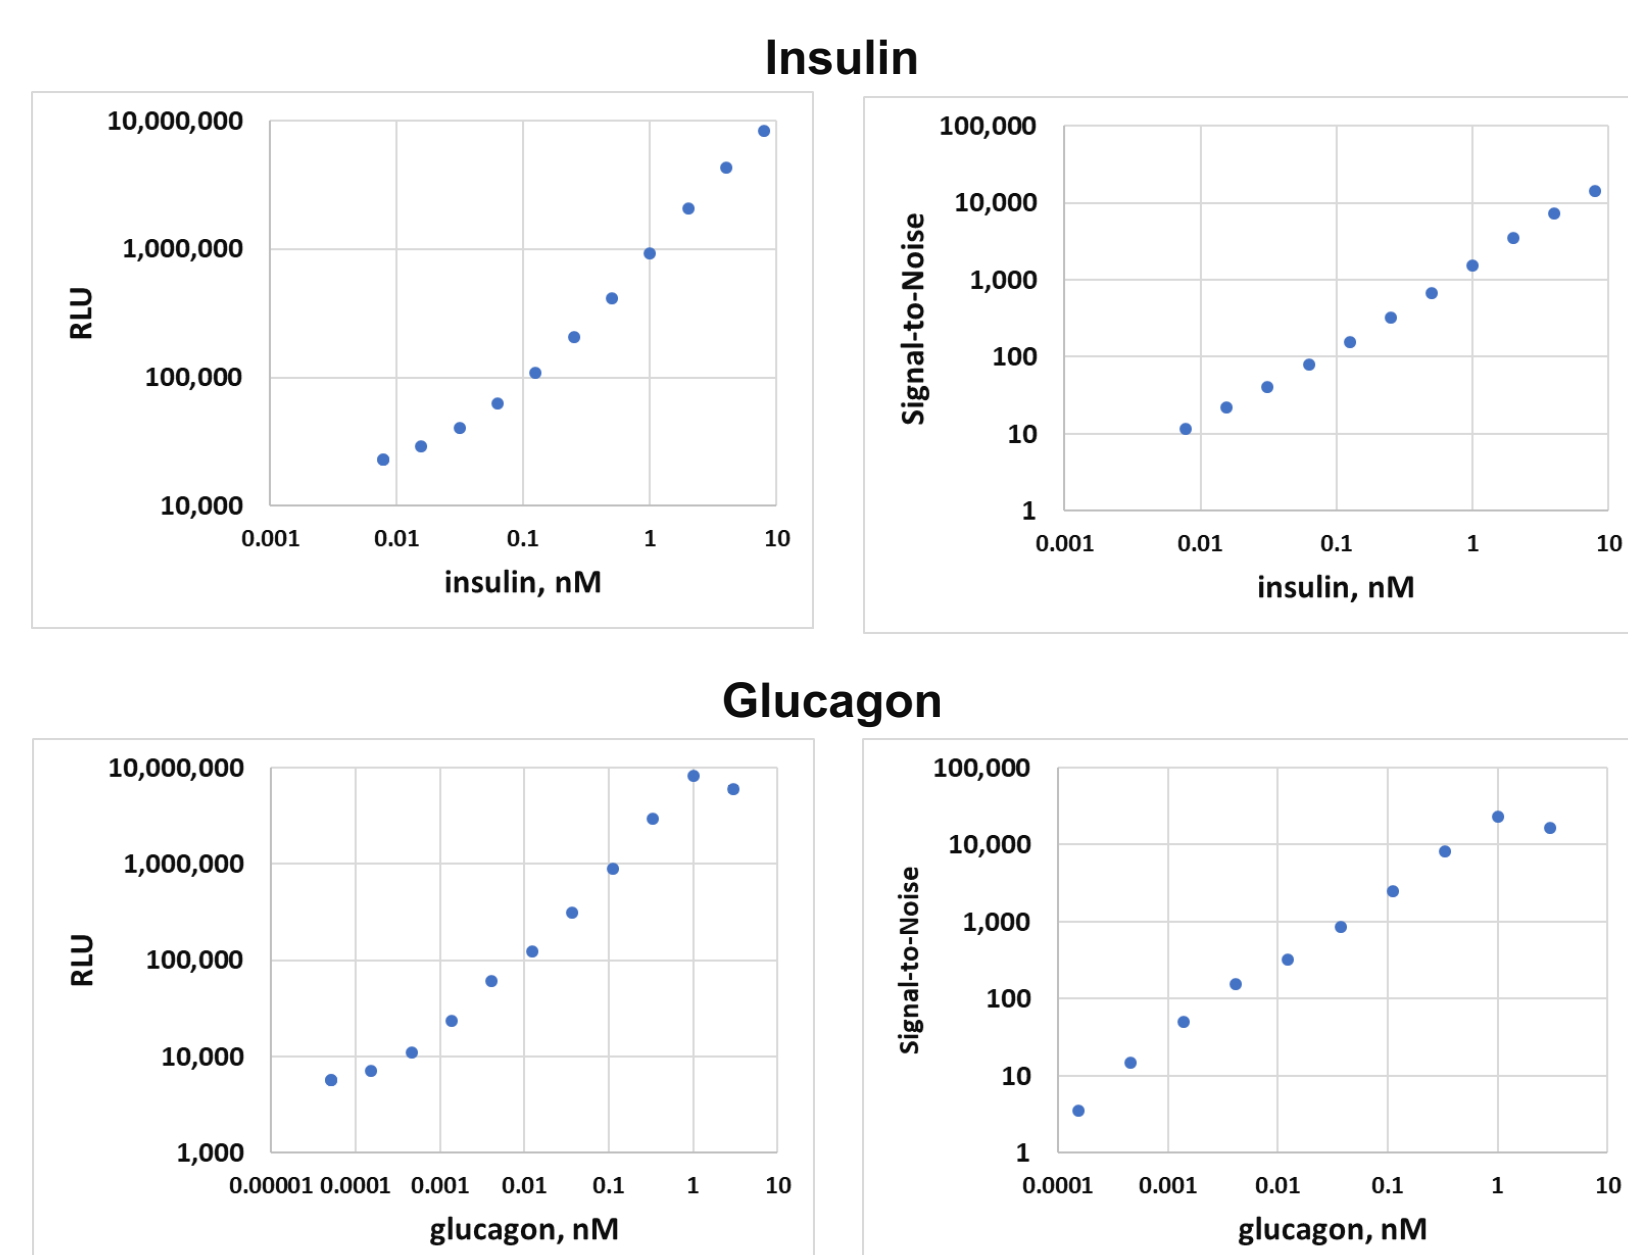 Insulin
10,000,000
1,000,000
100,000
10,000
RLU
0.001 0.01 0.1 1 10
insulin, nM
100,000
10,000
1,000
100
10
1
Signal-to-Noise
0.001 0.01 0.1 1 10
insulin, nM
Glucagon
10,000,000
1,000,000
100,000
10,000
1,000
RLU
0.00001 0.0001 0.001 0.01 0.1 1 10
glucagon, nM
100,000
10,000
1,000
100
10
1
Signal-to-Noise
0.0001 0.001 0.01 0.1 1 10
glucagon, nM